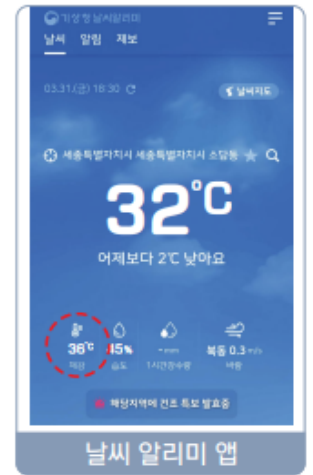 기상청날씨알리미
날씨 알림 제보
03.31.(금) 18:30
날씨지도
세종특별자치시 세종특별자치시 소담동
32℃
어제보다 2℃ 낮아요
36℃ 45% - mm 북동 0.3 m/s
체감 습도 1시간강수량 바람
해당지역에 건조 특보 발효중
날씨 알리미 앱